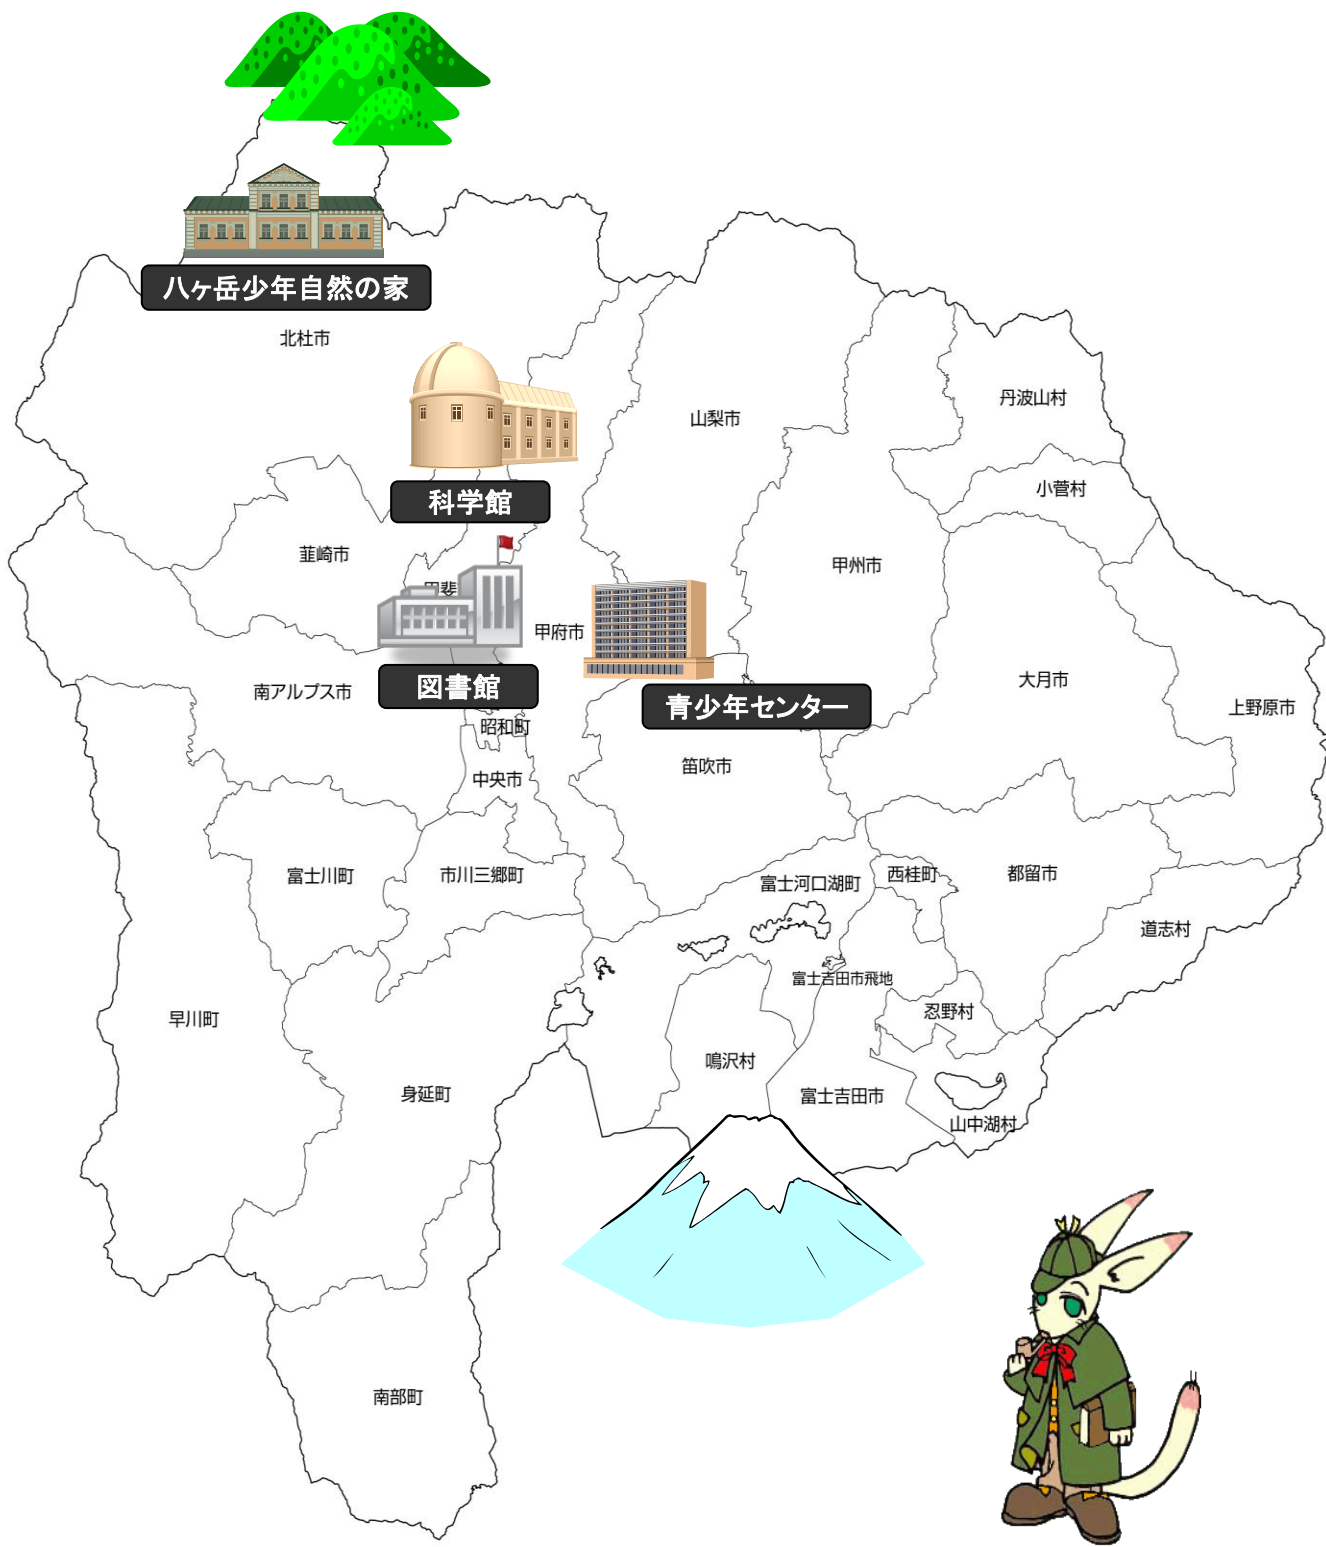 八ヶ岳少年自然の家
北杜市
丹波山村
山梨市
小菅村
科学館
韮崎市
甲州市
甲斐
甲府市
大月市
図書館
南アルプス市
青少年センター
上野原市
昭和町
笛吹市
中央市
富士川町
市川三郷町
富士河口湖町
西桂町
都留市
道志村
富士吉田市飛地
忍野村
早川町
鳴沢村
身延町
富士吉田市
山中湖村
南部町